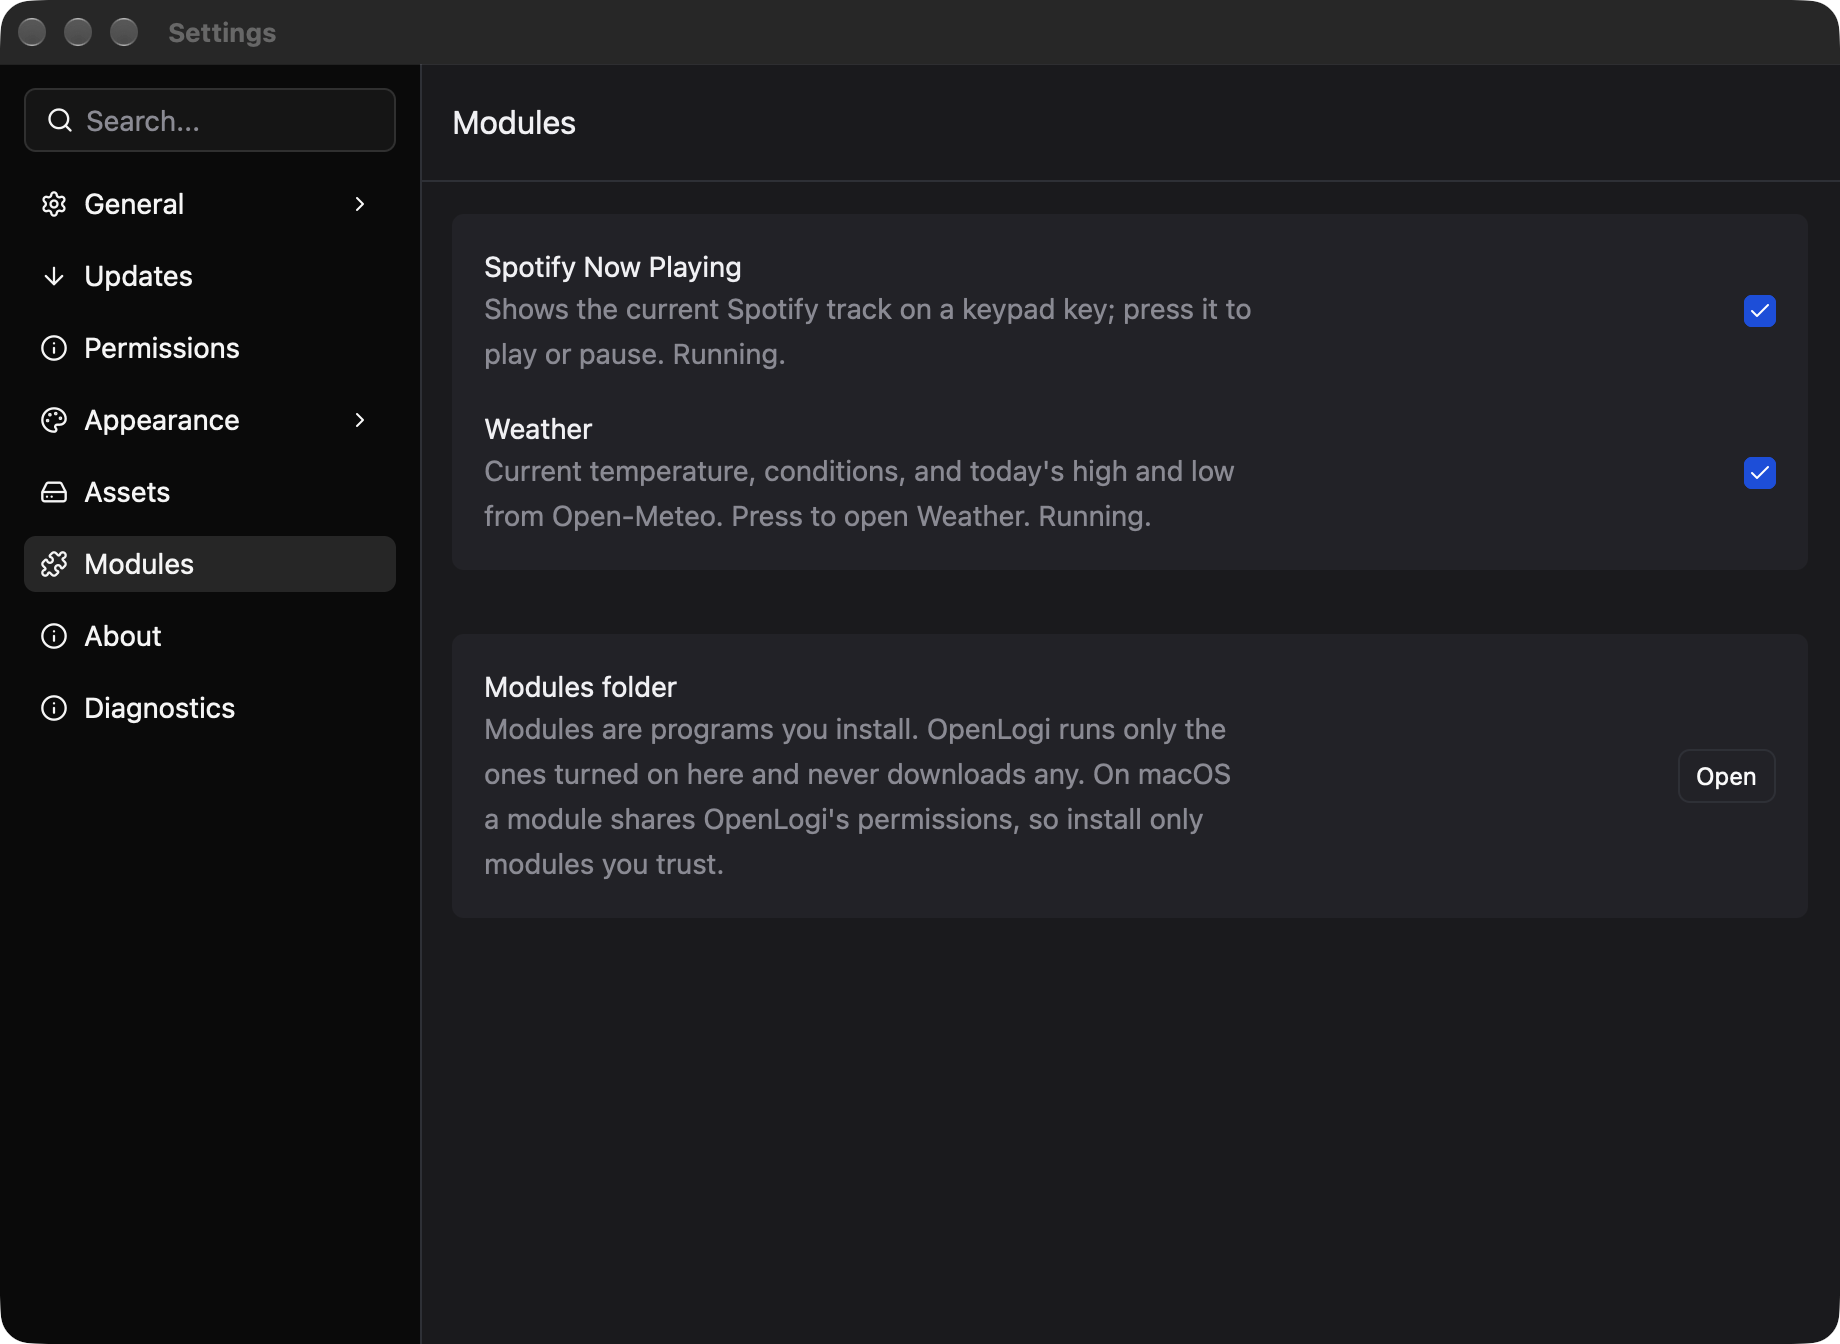 Settings
Search...
General
Updates
Permissions
Appearance
Assets
Modules
About
Diagnostics
Modules
Spotify Now Playing
Shows the current Spotify track on a keypad key; press it to
play or pause. Running.
Weather
Current temperature, conditions, and today's high and low
from Open-Meteo. Press to open Weather. Running.
Modules folder
Modules are programs you install. OpenLogi runs only the
ones turned on here and never downloads any. On macOS
a module shares OpenLogi's permissions, so install only
modules you trust.
Open